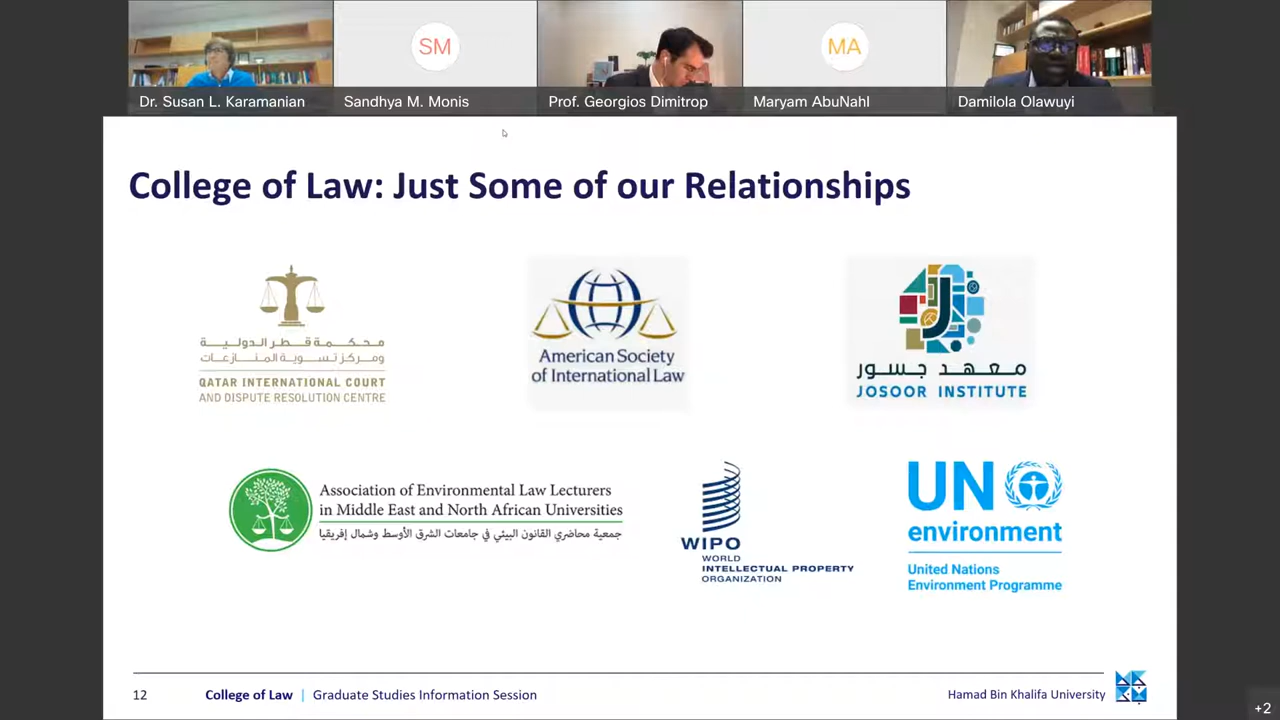 SM
MA
Dr. Susan L. Karamanian
Sandhya M. Monis
Prof. Georgios Dimitrop
Maryam AbuNahl
Damilola Olawuyi
College of Law: Just Some of our Relationships
محكمة قطر الدولية
ومركز تسوية المنازعات
QATAR INTERNATIONAL COURT
AND DISPUTE RESOLUTION CENTRE
American Society
of International Law
معهد جسور
JOSOOR INSTITUTE
Association of Environmental Law Lecturers
in Middle East and North African Universities
جمعية محاضري القانون البيئي في جامعات الشرق الأوسط وشمال إفريقيا
WIPO
WORLD
INTELLECTUAL PROPERTY
ORGANIZATION
UN
environment
United Nations
Environment Programme
12
College of Law | Graduate Studies Information Session
Hamad Bin Khalifa University
+2